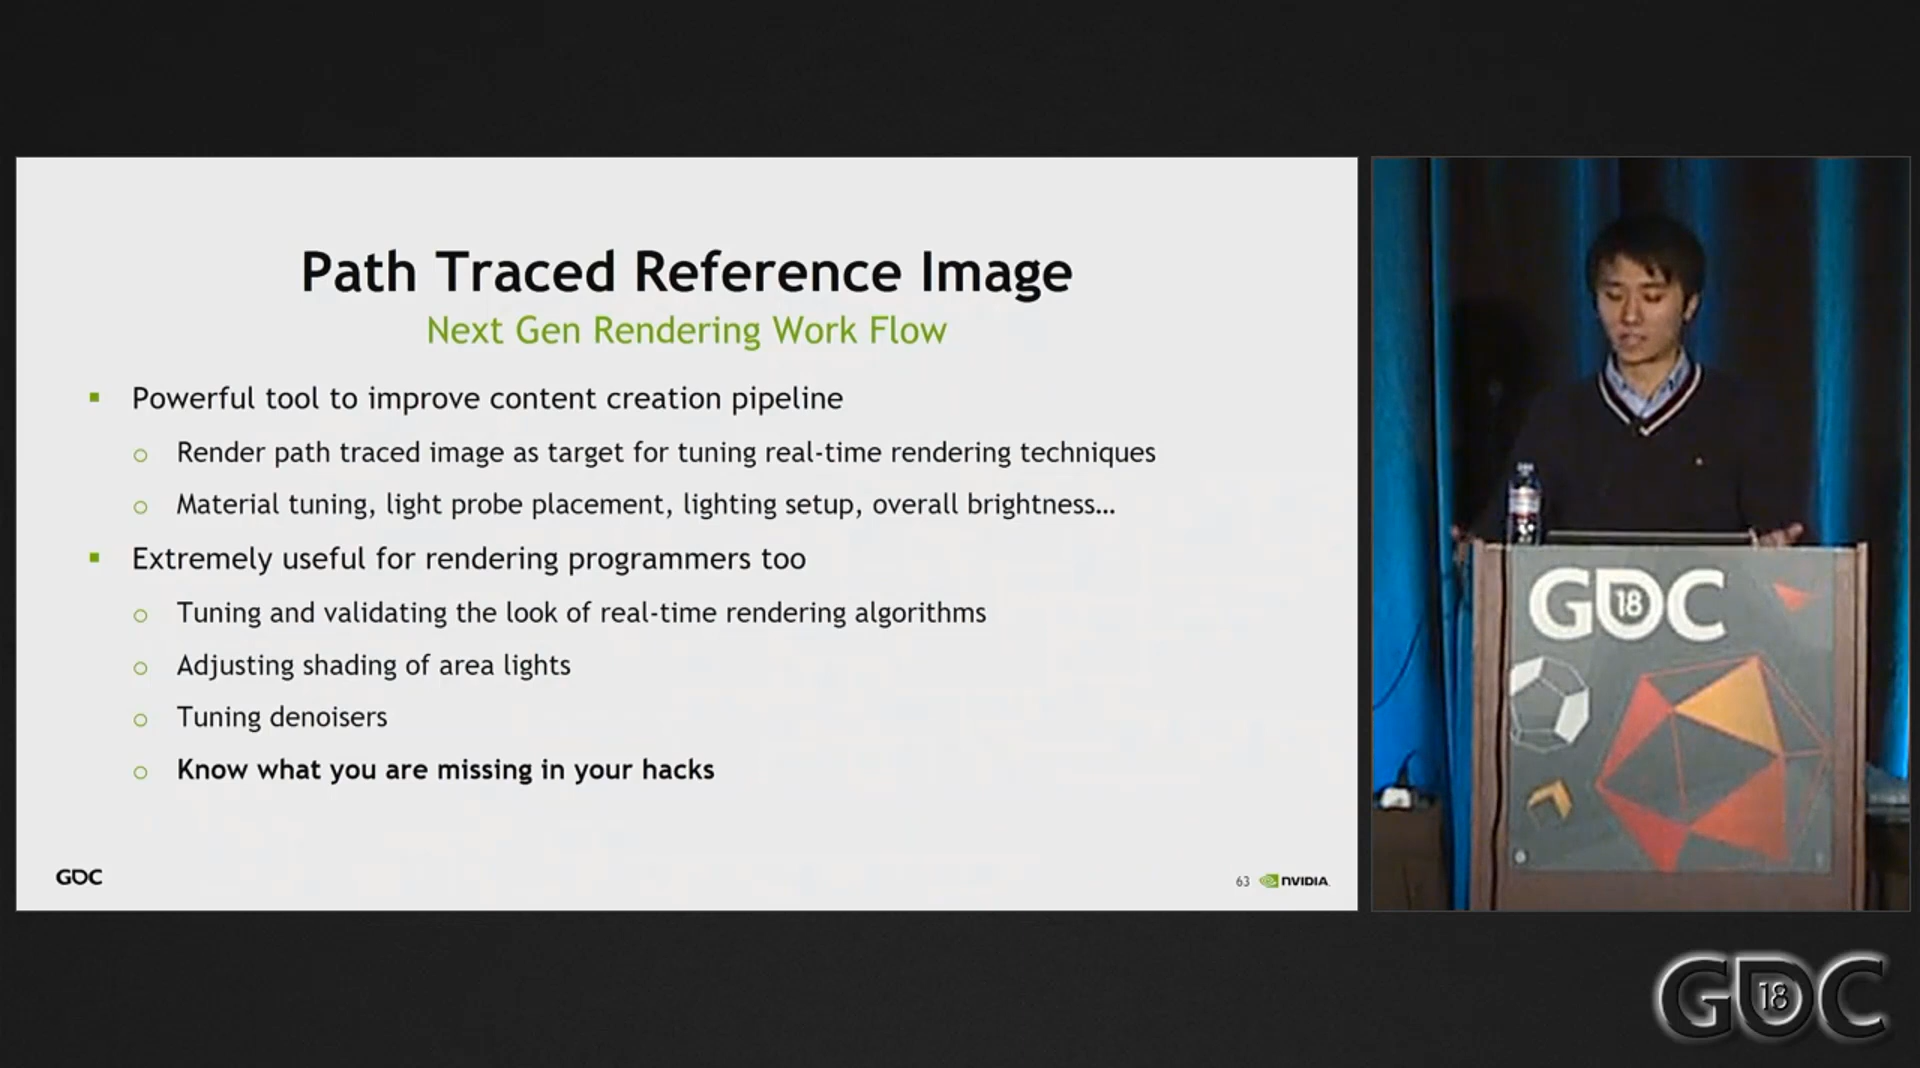 Path Traced Reference Image
Next Gen Rendering Work Flow
Powerful tool to improve content creation pipeline
Render path traced image as target for tuning real-time rendering techniques
Material tuning, light probe placement, lighting setup, overall brightness...
Extremely useful for rendering programmers too
Tuning and validating the look of real-time rendering algorithms
Adjusting shading of area lights
Tuning denoisers
Know what you are missing in your hacks
GDC
63 NVIDIA
GDC 18
GDC 18